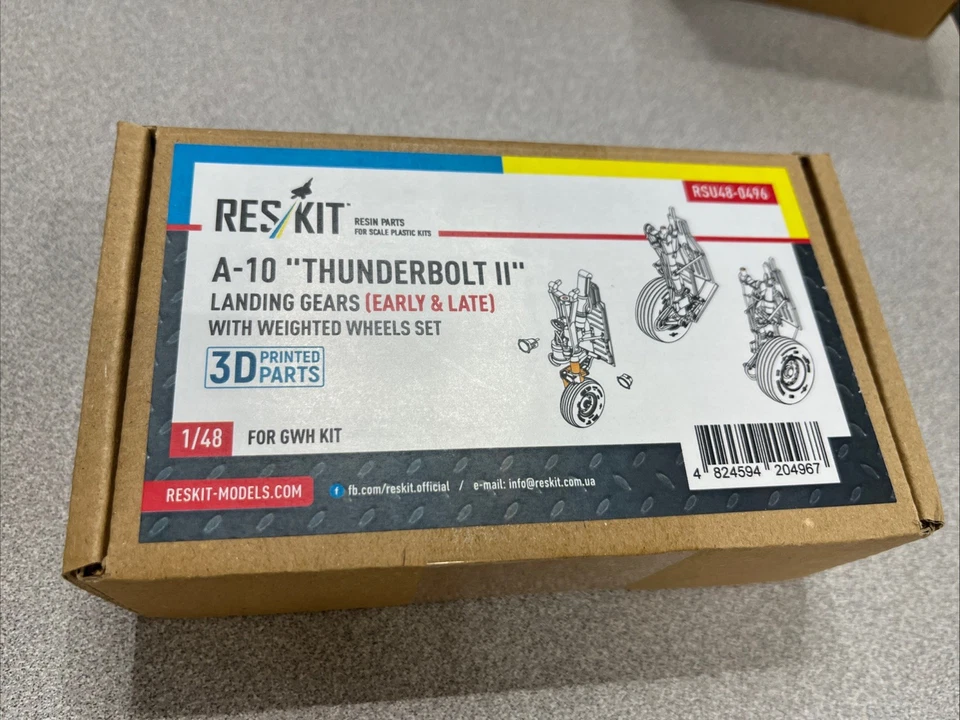 RSU48-0496
RESKIT™
RESIN PARTS
FOR SCALE PLASTIC KITS
A-10 "THUNDERBOLT II"
LANDING GEARS (EARLY & LATE)
WITH WEIGHTED WHEELS SET
3D PRINTED PARTS
1/48 FOR GWH KIT
4 824594 204967
RESKIT-MODELS.COM f fb.com/reskit.official / e-mail: info@reskit.com.ua